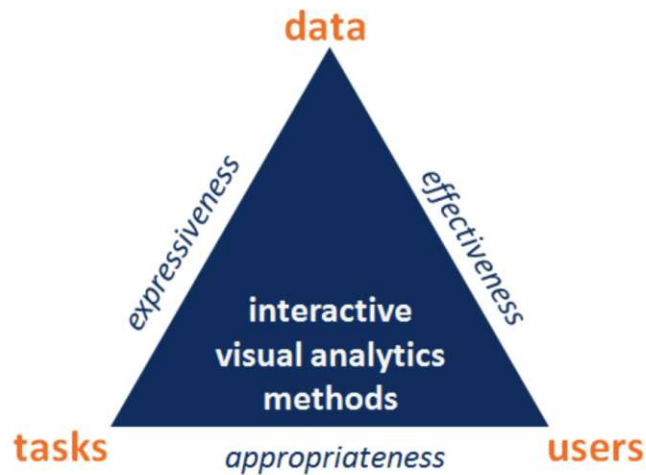 data
expressiveness
effectiveness
interactive
visual analytics
methods
tasks
appropriateness
users